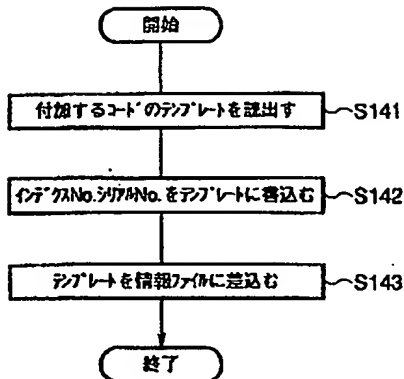 開始
付加するコードのテンプレートを読出す
S141
インデクスNo.シリアルNo.をテンプレートに書込む
S142
テンプレートを情報ファイルに差込む
S143
終了